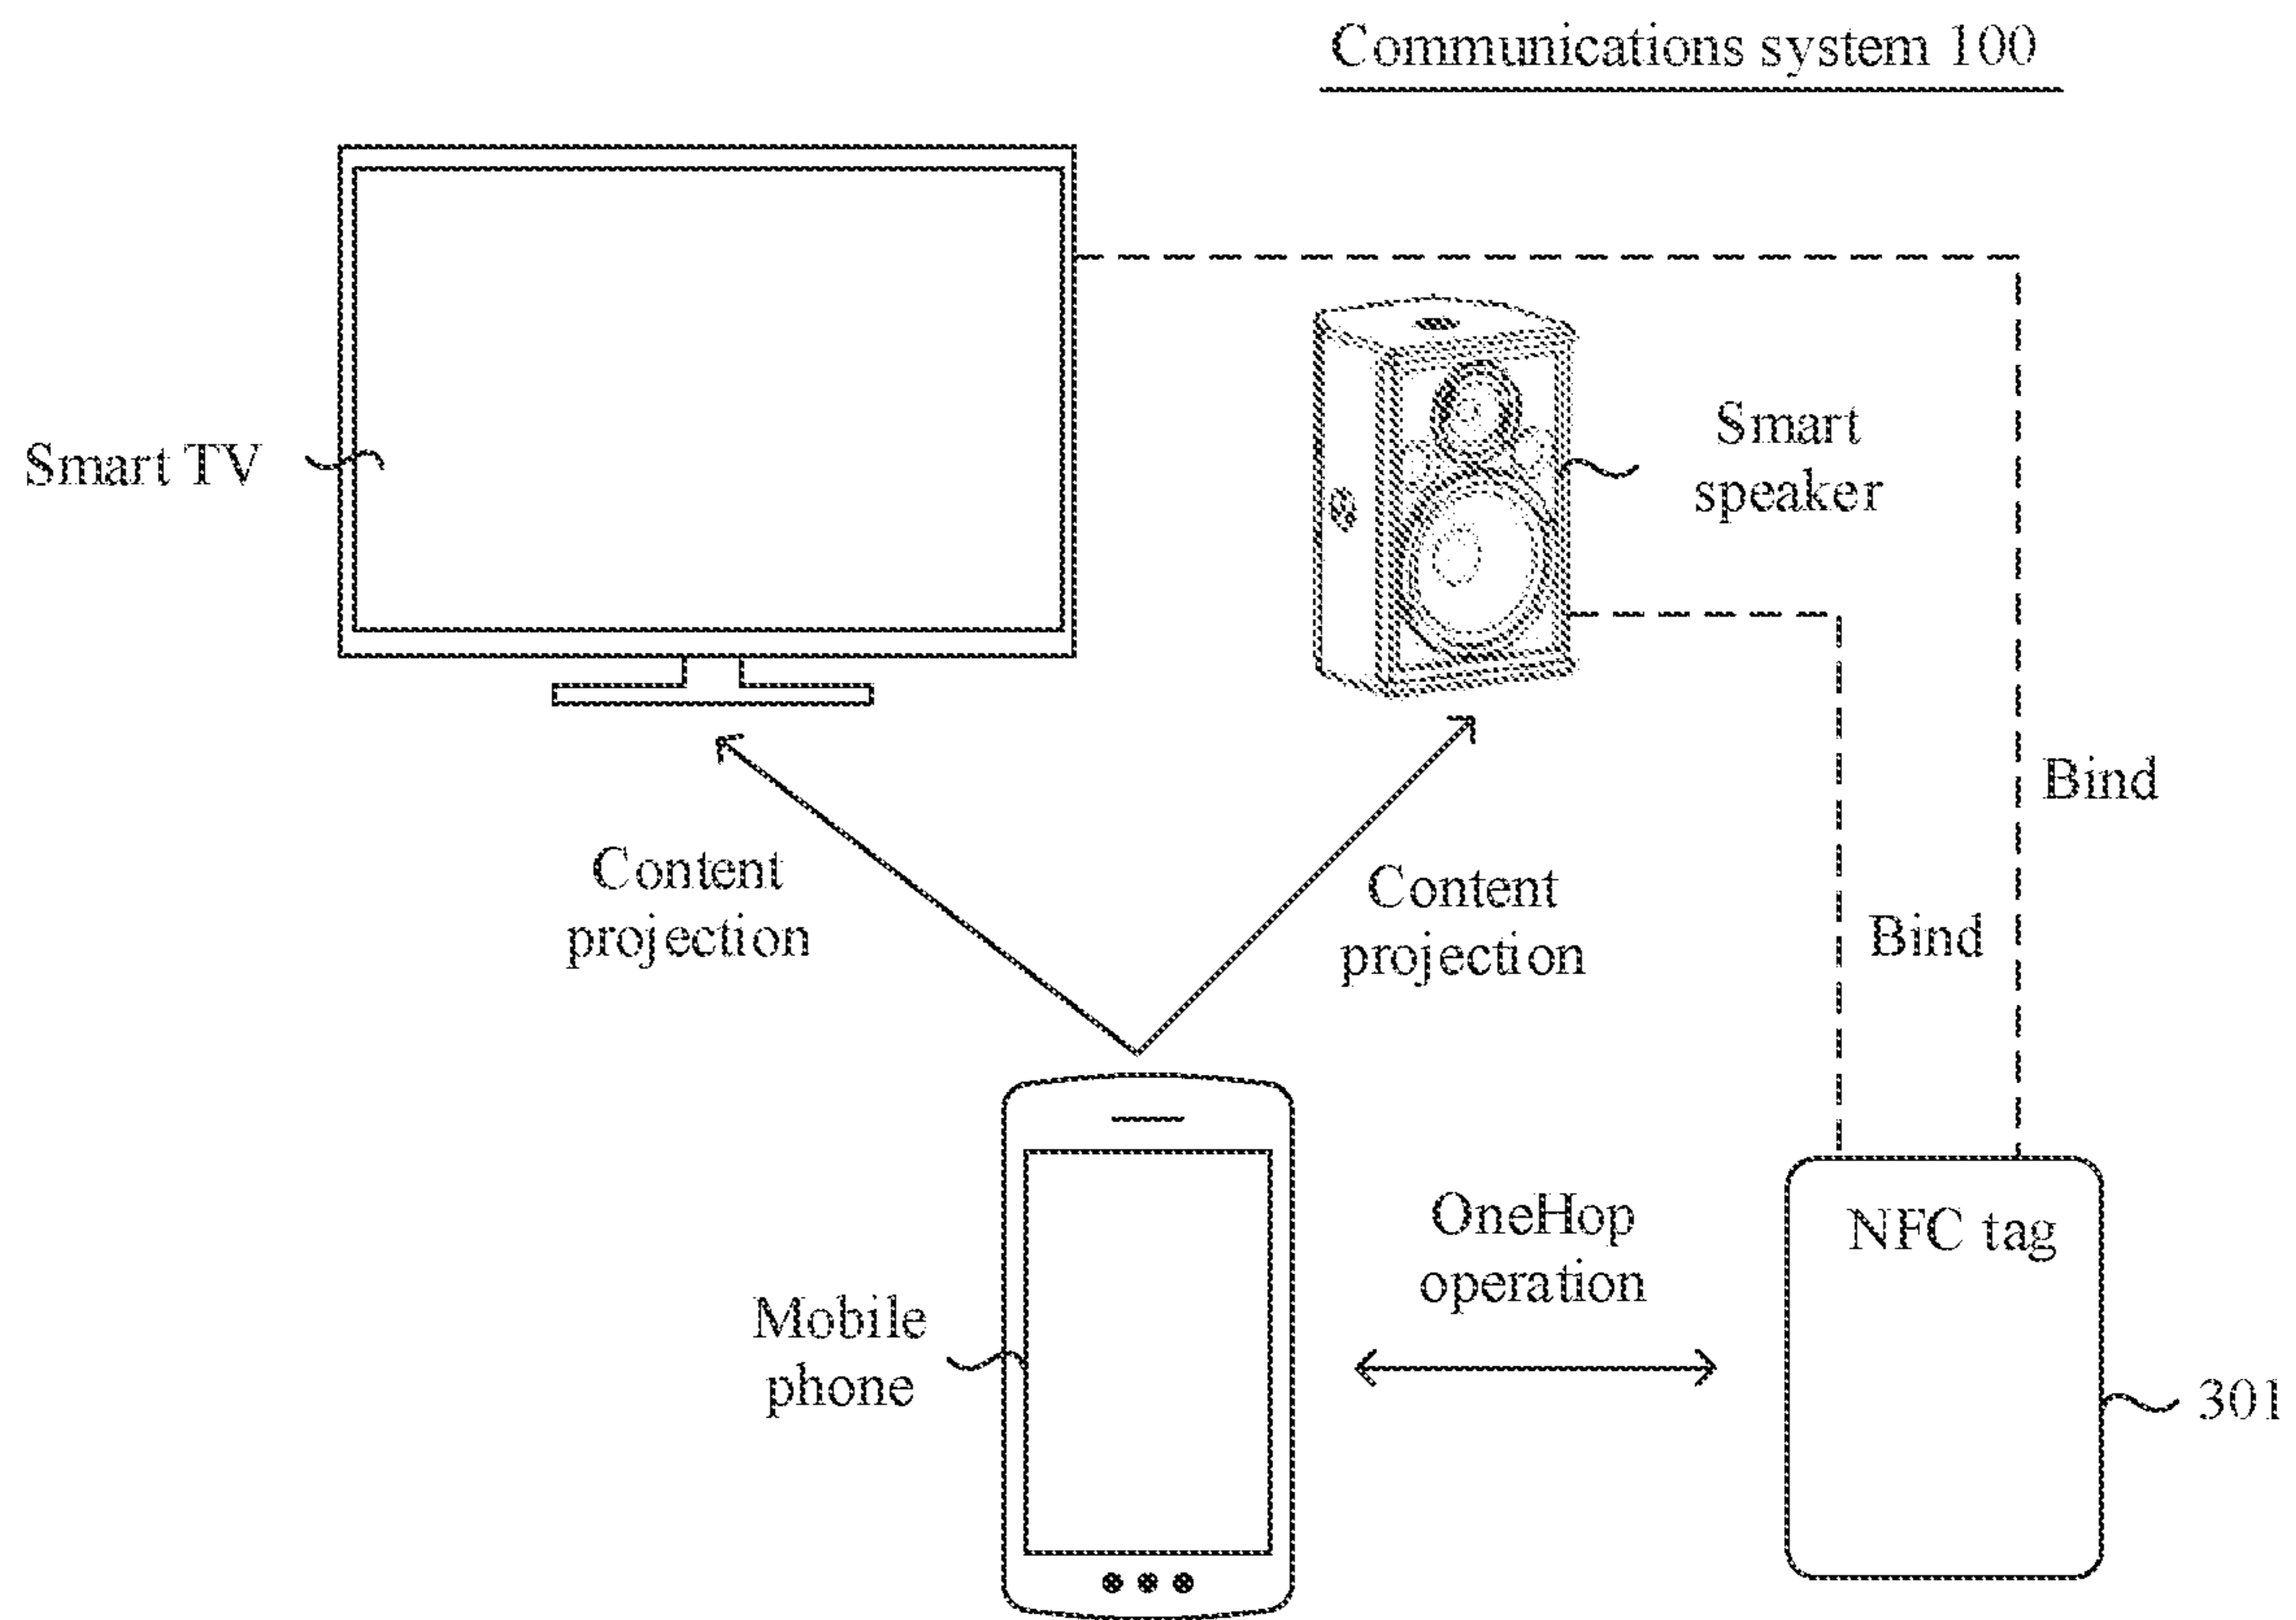 Communications system 100
Smart TV
Smart
speaker
Bind
Content
projection
Content
projection
Bind
NFC tag
OneHop
operation
Mobile
phone
301